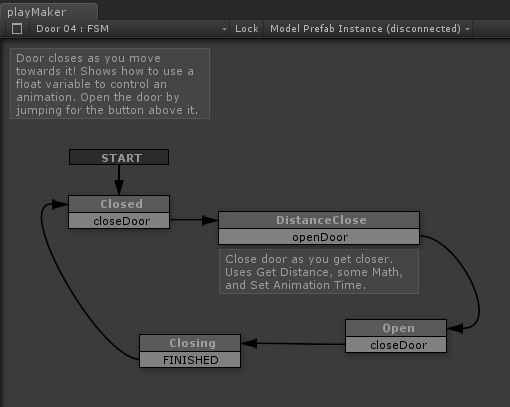 playMaker
Door 04 : FSM Lock Model Prefab Instance (disconnected)
Door closes as you move
towards it! Shows how to use a
float variable to control an
animation. Open the door by
jumping for the button above it.
START
Closed
closeDoor
DistanceClose
openDoor
Close door as you get closer.
Uses Get Distance, some Math,
and Set Animation Time.
Open
closeDoor
Closing
FINISHED